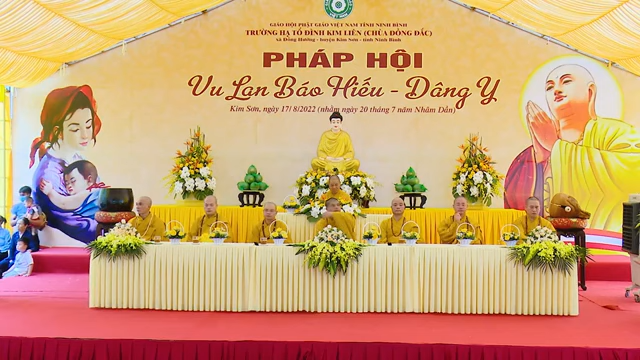 GIÁO HỘI PHẬT GIÁO VIỆT NAM TỈNH NINH BÌNH
TRƯỜNG HẠ TỔ ĐÌNH KIM LIÊN (CHÙA ĐỒNG ĐẮC)
xã Đồng Hướng - huyện Kim Sơn - tỉnh Ninh Bình
PHÁP HỘI
Vu Lan Báo Hiếu - Dâng Y
Kim Sơn, ngày 17/8/2022 (nhằm ngày 20 tháng 7 năm Nhâm Dần)